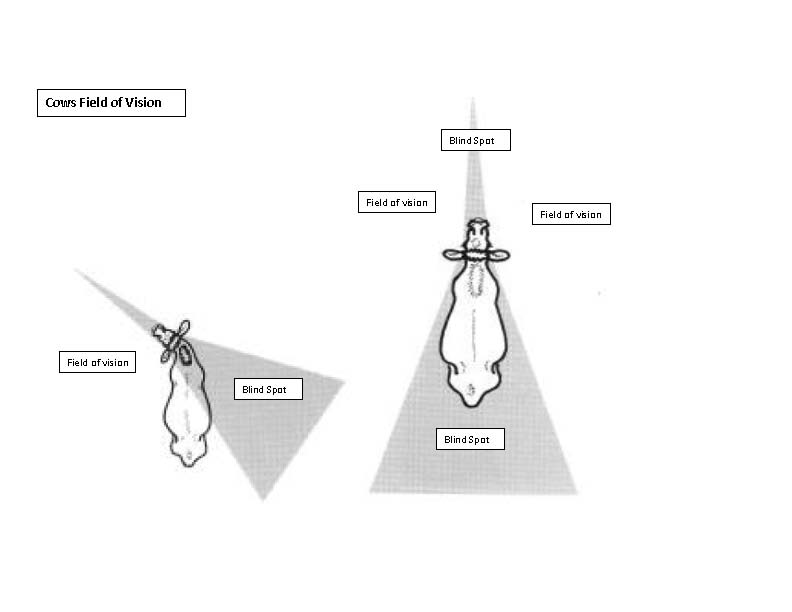 Cows Field of Vision
Blind Spot
Field of vision
Field of vision
Field of vision
Blind Spot
Blind Spot